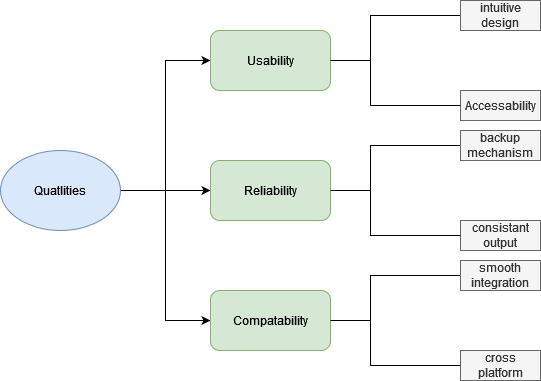 Quatlities
Usability
intuitive
design
Accessability
Reliability
backup
mechanism
consistant
output
Compatability
smooth
integration
cross
platform